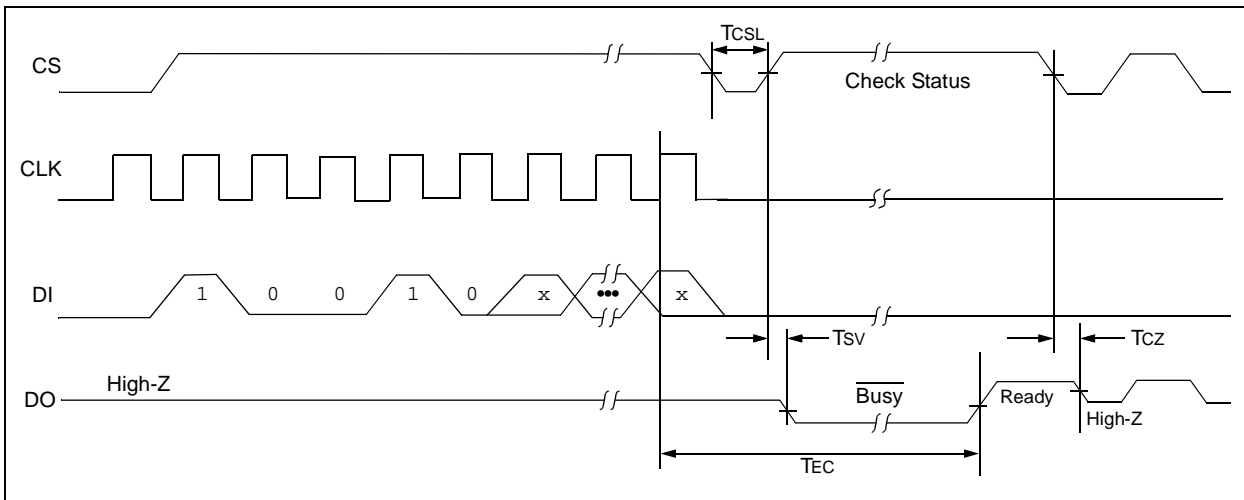 TCSL
CS
Check Status
CLK
DI 1 0 0 1 0 x ••• x
TSV
TCZ
High-Z
DO
Busy
Ready
High-Z
TEC